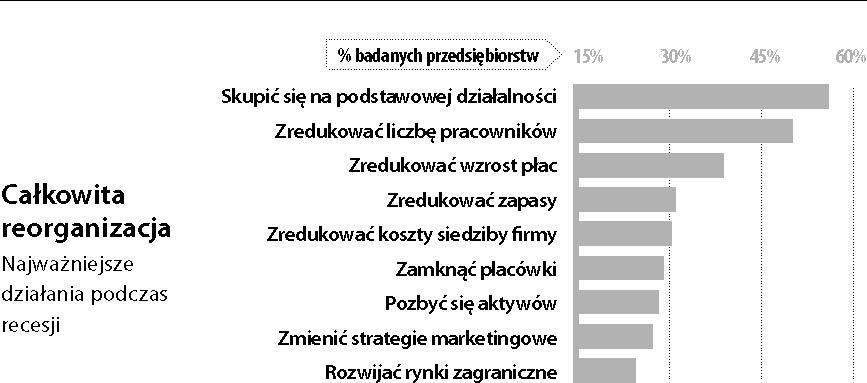 % badanych przedsiębiorstw
15% 30% 45% 60%
Skupić się na podstawowej działalności
Zredukować liczbę pracowników
Zredukować wzrost płac
Zredukować zapasy
Zredukować koszty siedziby firmy
Zamknąć placówki
Pozbyć się aktywów
Zmienić strategie marketingowe
Rozwijać rynki zagraniczne
Całkowita
reorganizacja
Najważniejsze
działania podczas
recesji